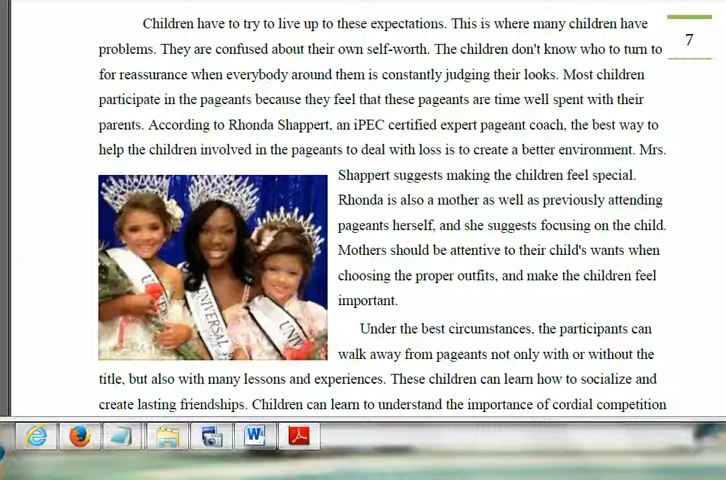 Children have to try to live up to these expectations. This is where many children have
7
problems. They are confused about their own self-worth. The children don't know who to turn to
for reassurance when everybody around them is constantly judging their looks. Most children
participate in the pageants because they feel that these pageants are time well spent with their
parents. According to Rhonda Shappert, an iPEC certified expert pageant coach, the best way to
help the children involved in the pageants to deal with loss is to create a better environment. Mrs.
Shappert suggests making the children feel special.
Rhonda is also a mother as well as previously attending
pageants herself, and she suggests focusing on the child.
Mothers should be attentive to their child's wants when
choosing the proper outfits, and make the children feel
important.
UNIVERSAL
UNIV
Under the best circumstances, the participants can
walk away from pageants not only with or without the
title, but also with many lessons and experiences. These children can learn how to socialize and
create lasting friendships. Children can learn to understand the importance of cordial competition